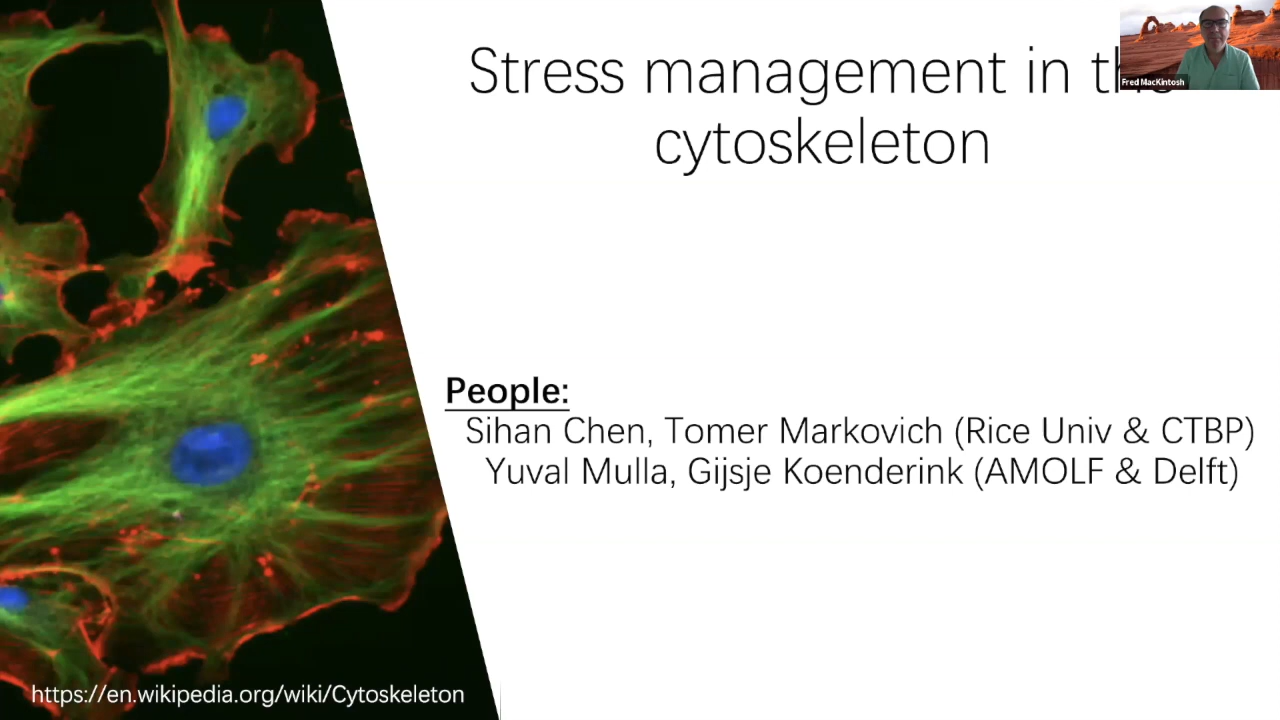 Stress management in th
cytoskeleton
Fred MacKintosh
People:
Sihan Chen, Tomer Markovich (Rice Univ & CTBP)
Yuval Mulla, Gijsje Koenderink (AMOLF & Delft)
https://en.wikipedia.org/wiki/Cytoskeleton